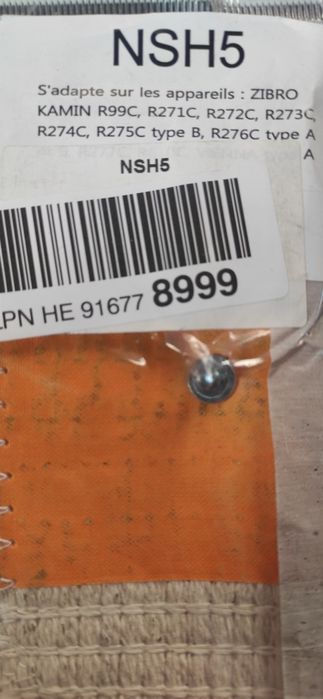 NSH5
S'adapte sur les appareils : ZIBRO
KAMIN R99C, R271C, R272C, R273C,
R274C, R275C type B, R276C type A
A
NSH5
LPN HE 91677 8999